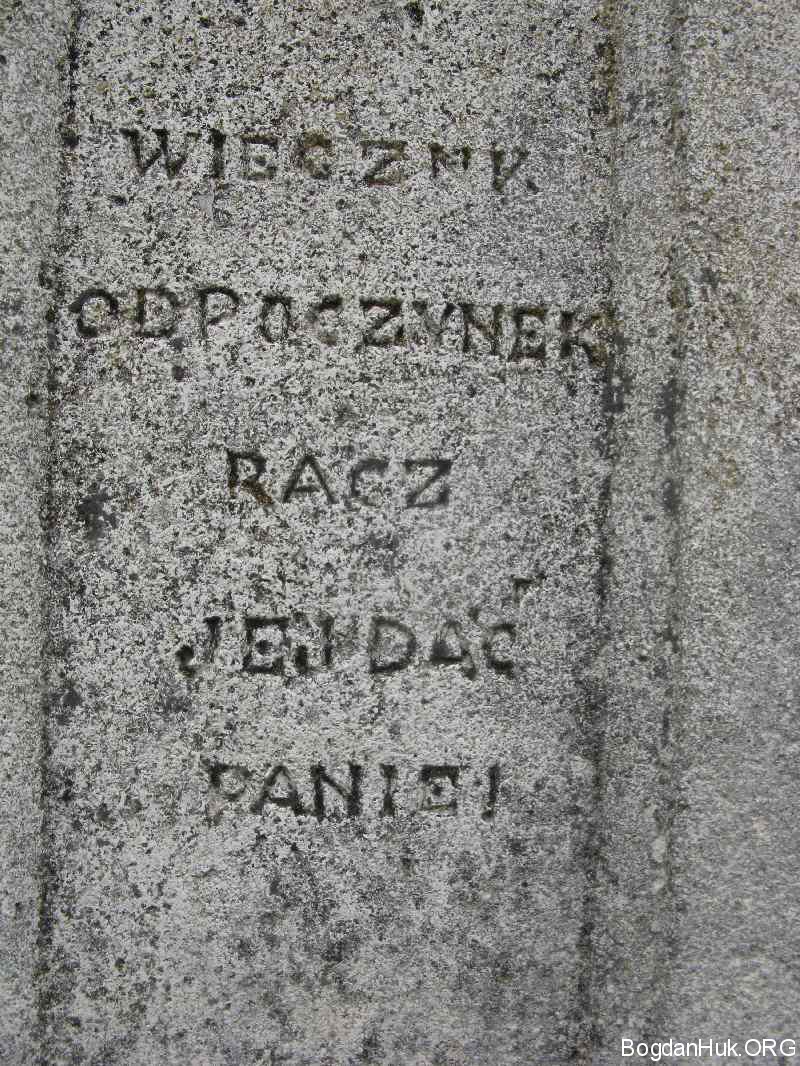 WIECZNY
ODPOCZYNEK
RACZ
JEJ DAĆ
PANIE!
BogdanHuk.ORG